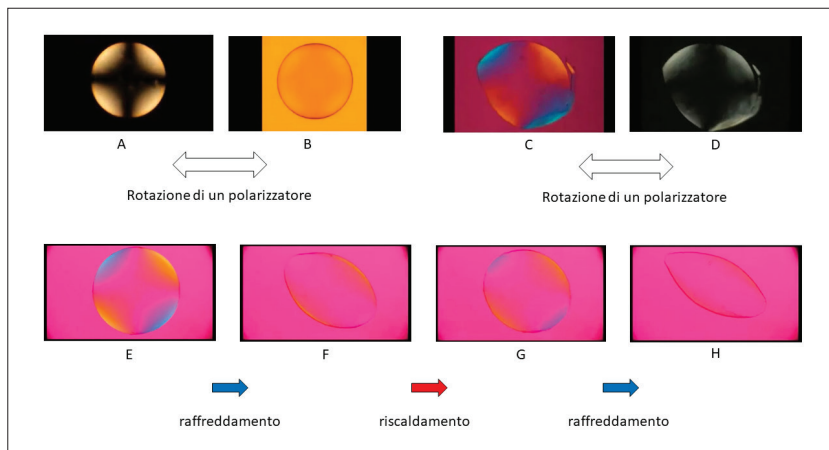 A
B
C
D
Rotazione di un polarizzatore
Rotazione di un polarizzatore
E
F
G
H
raffreddamento
riscaldamento
raffreddamento